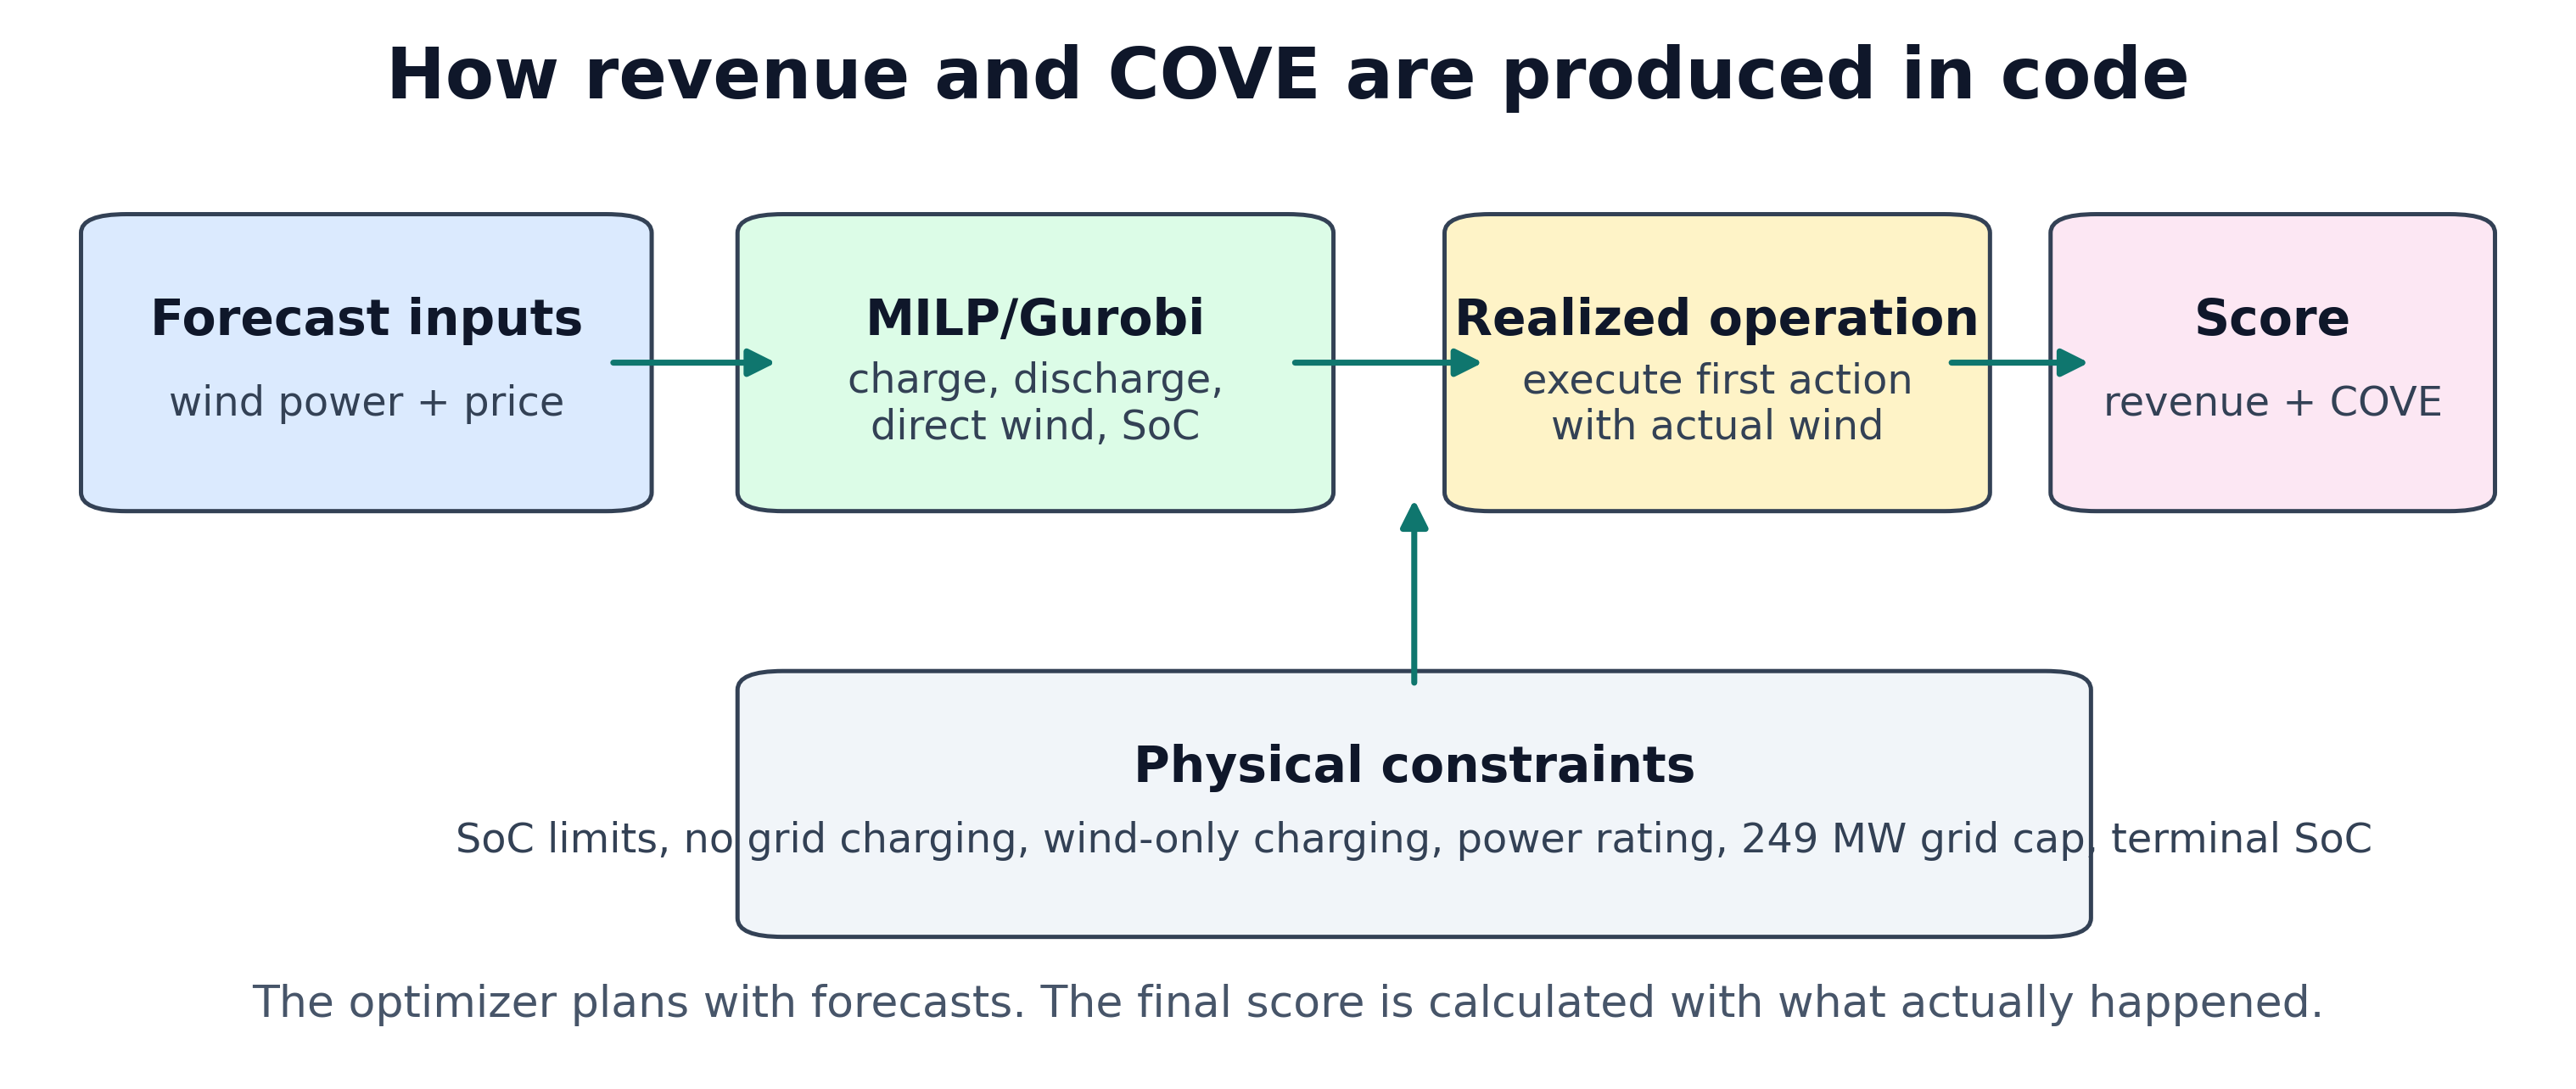 How revenue and COVE are produced in code
Forecast inputs
wind power + price
MILP/Gurobi
charge, discharge,
direct wind, SoC
Realized operation
execute first action
with actual wind
Score
revenue + COVE
Physical constraints
SoC limits, no grid charging, wind-only charging, power rating, 249 MW grid cap, terminal SoC
The optimizer plans with forecasts. The final score is calculated with what actually happened.